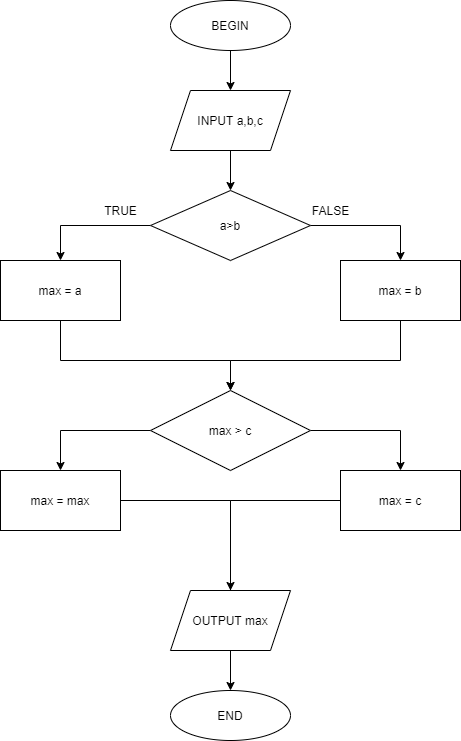 BEGIN
INPUT a,b,c
TRUE
FALSE
a>b
max = a
max = b
max > c
max = max
max = c
OUTPUT max
END